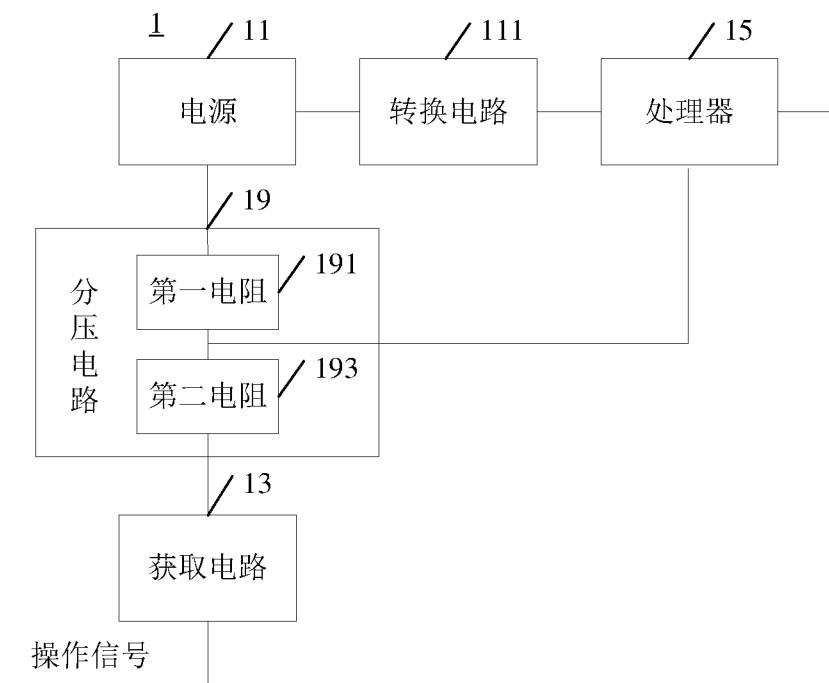 1
11
111
15
电源
转换电路
处理器
19
分压电路
191
第一电阻
193
第二电阻
13
获取电路
操作信号